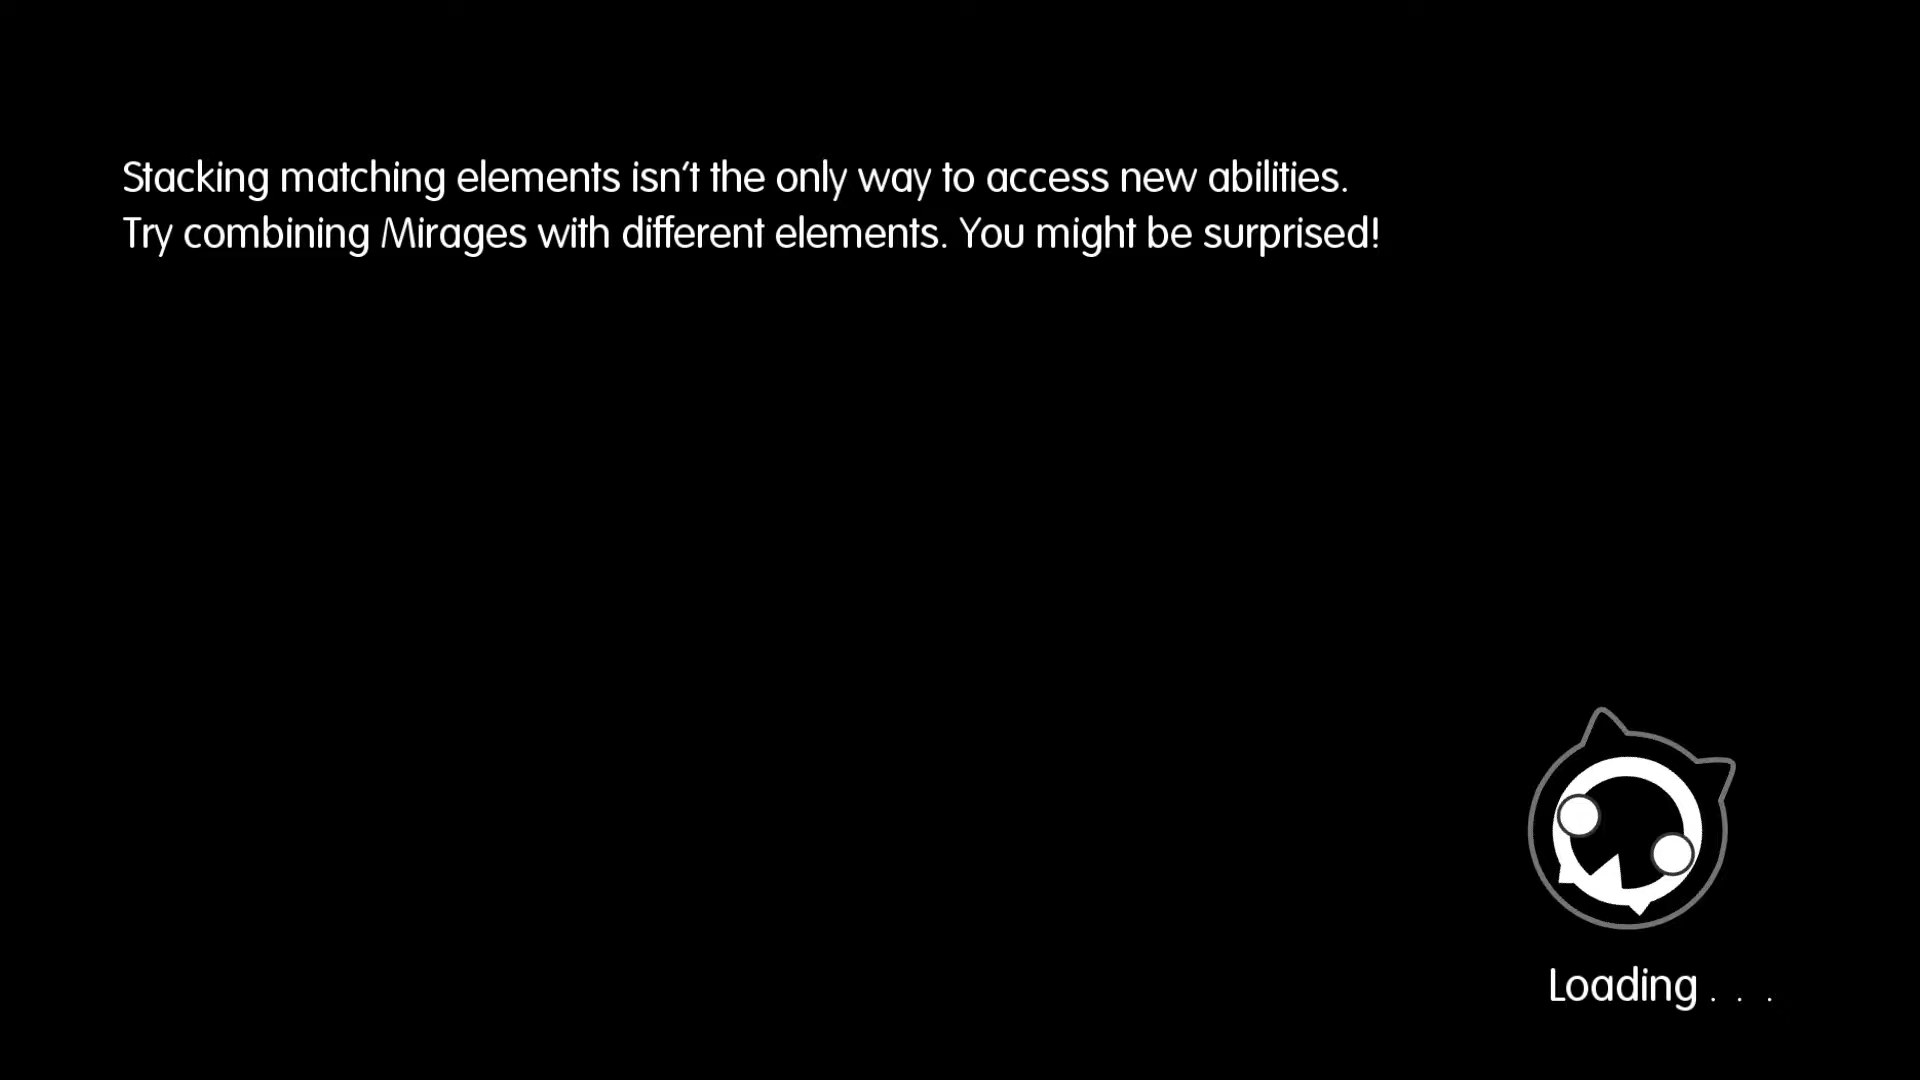 Stacking matching elements isn't the only way to access new abilities.
Try combining Mirages with different elements. You might be surprised!
Loading . . .